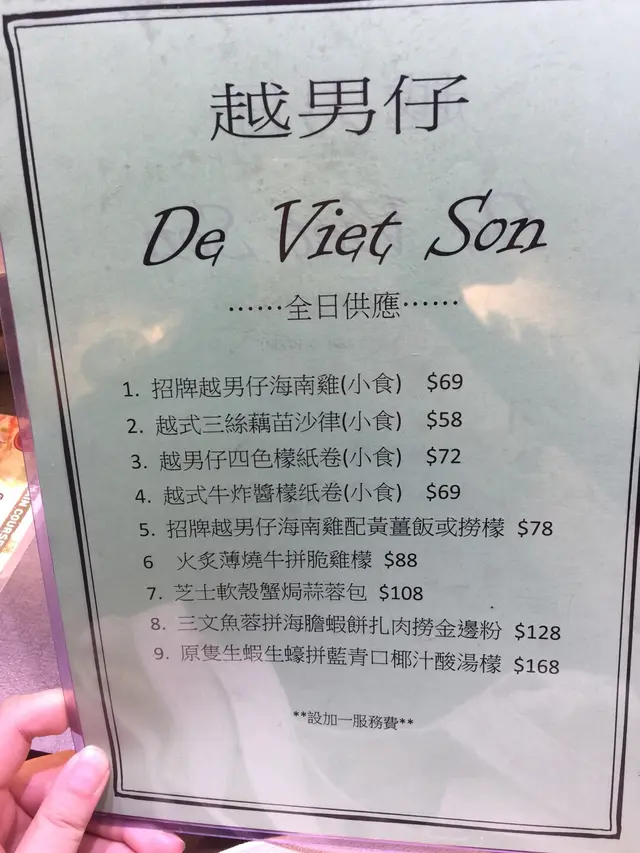 越男仔
De Viet Son
······全日供應······
1. 招牌越男仔海南雞(小食) $69
2. 越式三絲藕苗沙律(小食) $58
3. 越男仔四色檬紙卷(小食) $72
4. 越式牛炸醬檬纸卷(小食) $69
5. 招牌越男仔海南雞配黃薑飯或撈檬 $78
6 火炙薄燒牛拼脆雞檬 $88
7. 芝士軟殼蟹焗蒜蓉包 $108
8. 三文魚蓉拼海膽蝦餅扎肉撈金邊粉 $128
9. 原隻生蝦生蠔拼藍青口椰汁酸湯檬 $168
**設加一服務費**